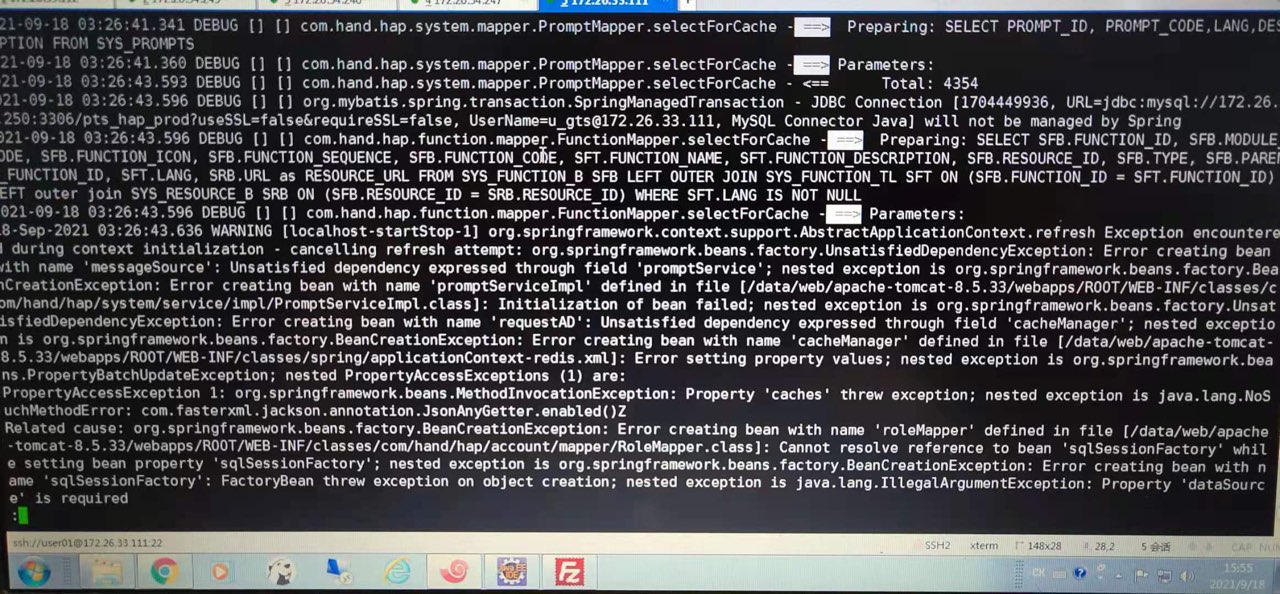 172.26.33.111
21-09-18 03:26:41.341 DEBUG [] [] com.hand.hap.system.mapper.PromptMapper.selectForCache - ==> Preparing: SELECT PROMPT_ID, PROMPT_CODE,LANG,DES
PTION FROM SYS_PROMPTS
21-09-18 03:26:41.360 DEBUG [] [] com.hand.hap.system.mapper.PromptMapper.selectForCache - ==> Parameters:
21-09-18 03:26:43.593 DEBUG [] [] com.hand.hap.system.mapper.PromptMapper.selectForCache - <== Total: 4354
21-09-18 03:26:43.596 DEBUG [] [] org.mybatis.spring.transaction.SpringManagedTransaction - JDBC Connection [1704449936, URL=jdbc:mysql://172.26.
250:3306/pts_hap_prod?useSSL=false&requireSSL=false, UserName=u_gts@172.26.33.111, MySQL Connector Java] will not be managed by Spring
021-09-18 03:26:43.596 DEBUG [] [] com.hand.hap.function.mapper.FunctionMapper.selectForCache - ==> Preparing: SELECT SFB.FUNCTION_ID, SFB.MODULE
ODE, SFB.FUNCTION_ICON, SFB.FUNCTION_SEQUENCE, SFB.FUNCTION_CODE, SFT.FUNCTION_NAME, SFT.FUNCTION_DESCRIPTION, SFB.RESOURCE_ID, SFB.TYPE, SFB.PAREN
_FUNCTION_ID, SFT.LANG, SRB.URL as RESOURCE_URL FROM SYS_FUNCTION_B SFB LEFT OUTER JOIN SYS_FUNCTION_TL SFT ON (SFB.FUNCTION_ID = SFT.FUNCTION_ID)
LEFT outer join SYS_RESOURCE_B SRB ON (SFB.RESOURCE_ID = SRB.RESOURCE_ID) WHERE SFT.LANG IS NOT NULL
2021-09-18 03:26:43.596 DEBUG [] [] com.hand.hap.function.mapper.FunctionMapper.selectForCache - ==> Parameters:
18-Sep-2021 03:26:43.636 WARNING [localhost-startStop-1] org.springframework.context.support.AbstractApplicationContext.refresh Exception encountere
d during context initialization - cancelling refresh attempt: org.springframework.beans.factory.UnsatisfiedDependencyException: Error creating bean
with name 'messageSource': Unsatisfied dependency expressed through field 'promptService'; nested exception is org.springframework.beans.factory.Bea
nCreationException: Error creating bean with name 'promptServiceImpl' defined in file [/data/web/apache-tomcat-8.5.33/webapps/ROOT/WEB-INF/classes/c
om/hand/hap/system/service/impl/PromptServiceImpl.class]: Initialization of bean failed; nested exception is org.springframework.beans.factory.Unsat
isfiedDependencyException: Error creating bean with name 'requestAD': Unsatisfied dependency expressed through field 'cacheManager'; nested exceptio
n is org.springframework.beans.factory.BeanCreationException: Error creating bean with name 'cacheManager' defined in file [/data/web/apache-tomcat-
8.5.33/webapps/ROOT/WEB-INF/classes/spring/applicationContext-redis.xml]: Error setting property values; nested exception is org.springframework.bea
ns.PropertyBatchUpdateException; nested PropertyAccessExceptions (1) are:
PropertyAccessException 1: org.springframework.beans.MethodInvocationException: Property 'caches' threw exception; nested exception is java.lang.NoS
uchMethodError: com.fasterxml.jackson.annotation.JsonAnyGetter.enabled()Z
Related cause: org.springframework.beans.factory.BeanCreationException: Error creating bean with name 'roleMapper' defined in file [/data/web/apache
-tomcat-8.5.33/webapps/ROOT/WEB-INF/classes/com/hand/hap/account/mapper/RoleMapper.class]: Cannot resolve reference to bean 'sqlSessionFactory' whil
e setting bean property 'sqlSessionFactory'; nested exception is org.springframework.beans.factory.BeanCreationException: Error creating bean with n
ame 'sqlSessionFactory': FactoryBean threw exception on object creation; nested exception is java.lang.IllegalArgumentException: Property 'dataSourc
e' is required
:
ssh://user01@172.26.33.111:22 SSH2 xterm 148x28 28,2 5 会话 CAP NUM
CK 15:55
2021/9/18